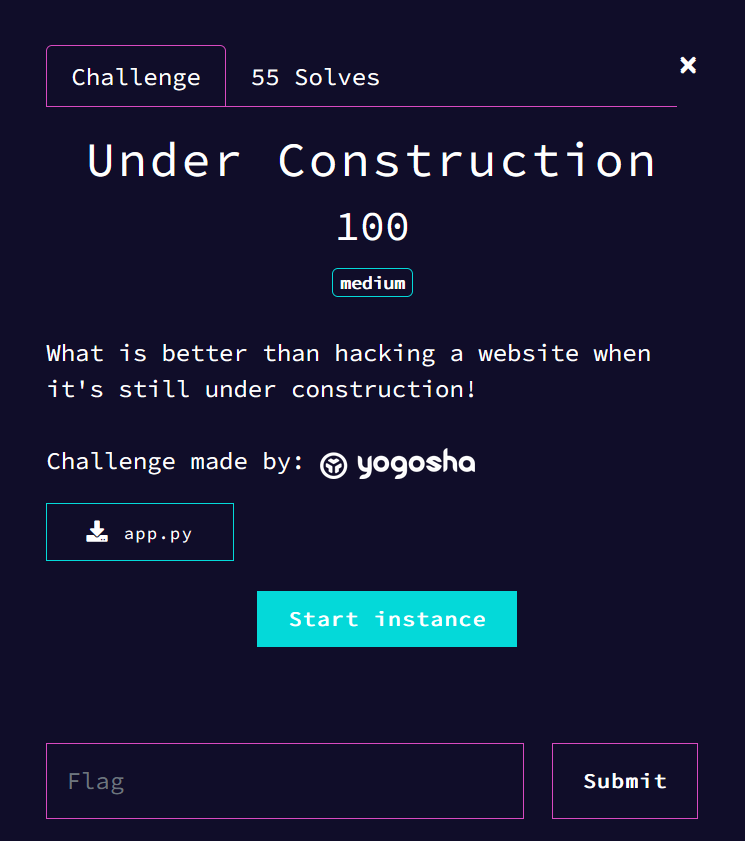 Challenge
55 Solves
×
Under Construction
100
medium
What is better than hacking a website when
it's still under construction!
Challenge made by: yogosha
app.py
Start instance
Flag
Submit